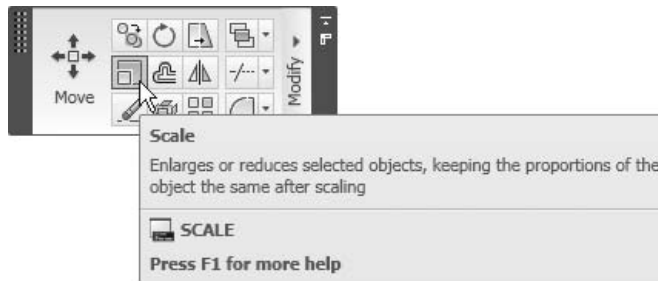 Move
Modify
Scale
Enlarges or reduces selected objects, keeping the proportions of the
object the same after scaling
SCALE
Press F1 for more help